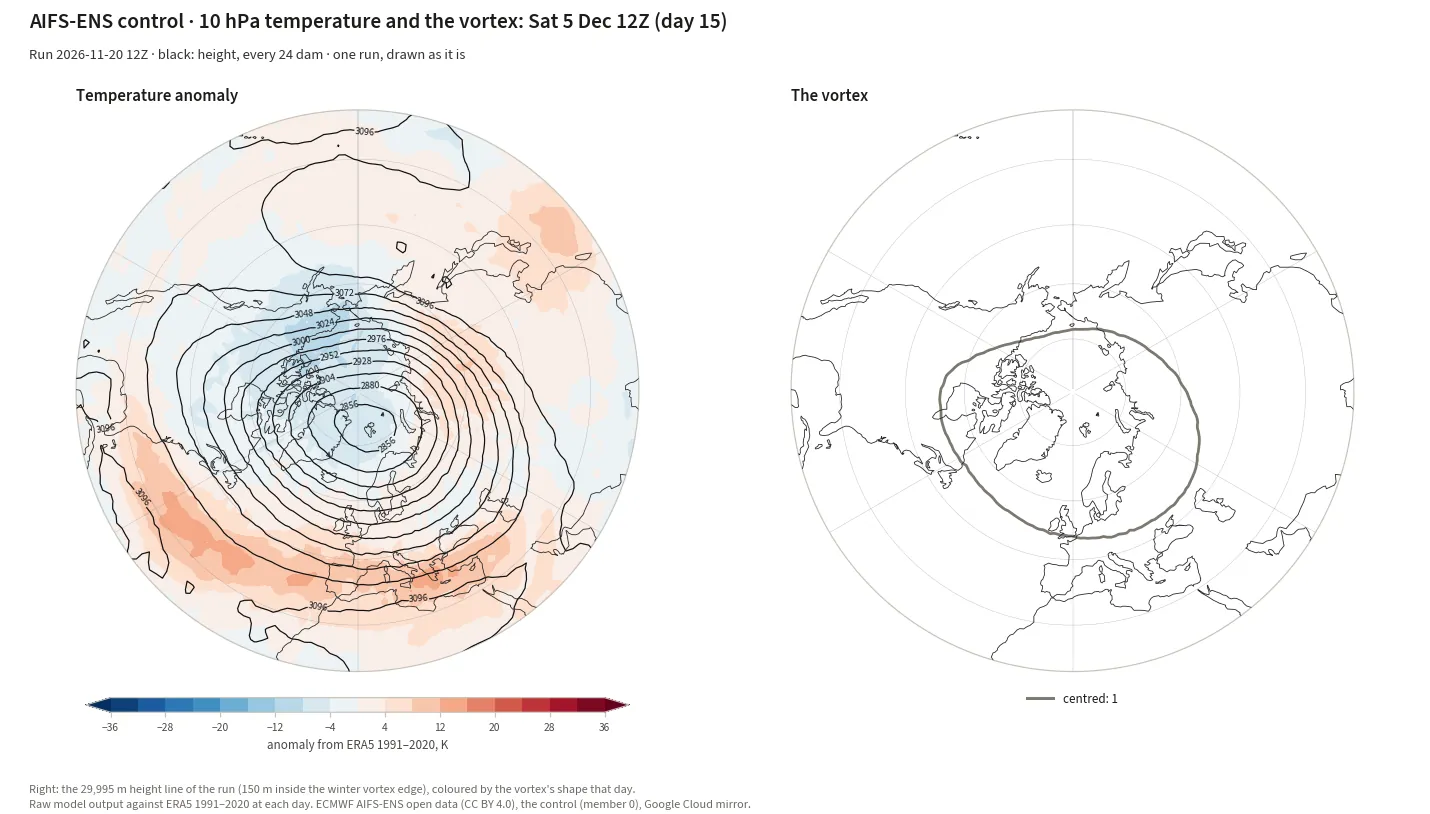 AIFS-ENS control · 10 hPa temperature and the vortex: Sat 5 Dec 12Z (day 15)
Run 2026-11-20 12Z · black: height, every 24 dam · one run, drawn as it is
Temperature anomaly
The vortex
3096
3072
3096
3048
3024
3000
2976
2952
2928
2904
2880
2856
2856
3096
3096
3096
3096
−36 −28 −20 −12 −4 4 12 20 28 36
anomaly from ERA5 1991–2020, K
centred: 1
Right: the 29,995 m height line of the run (150 m inside the winter vortex edge), coloured by the vortex's shape that day.
Raw model output against ERA5 1991–2020 at each day. ECMWF AIFS-ENS open data (CC BY 4.0), the control (member 0), Google Cloud mirror.